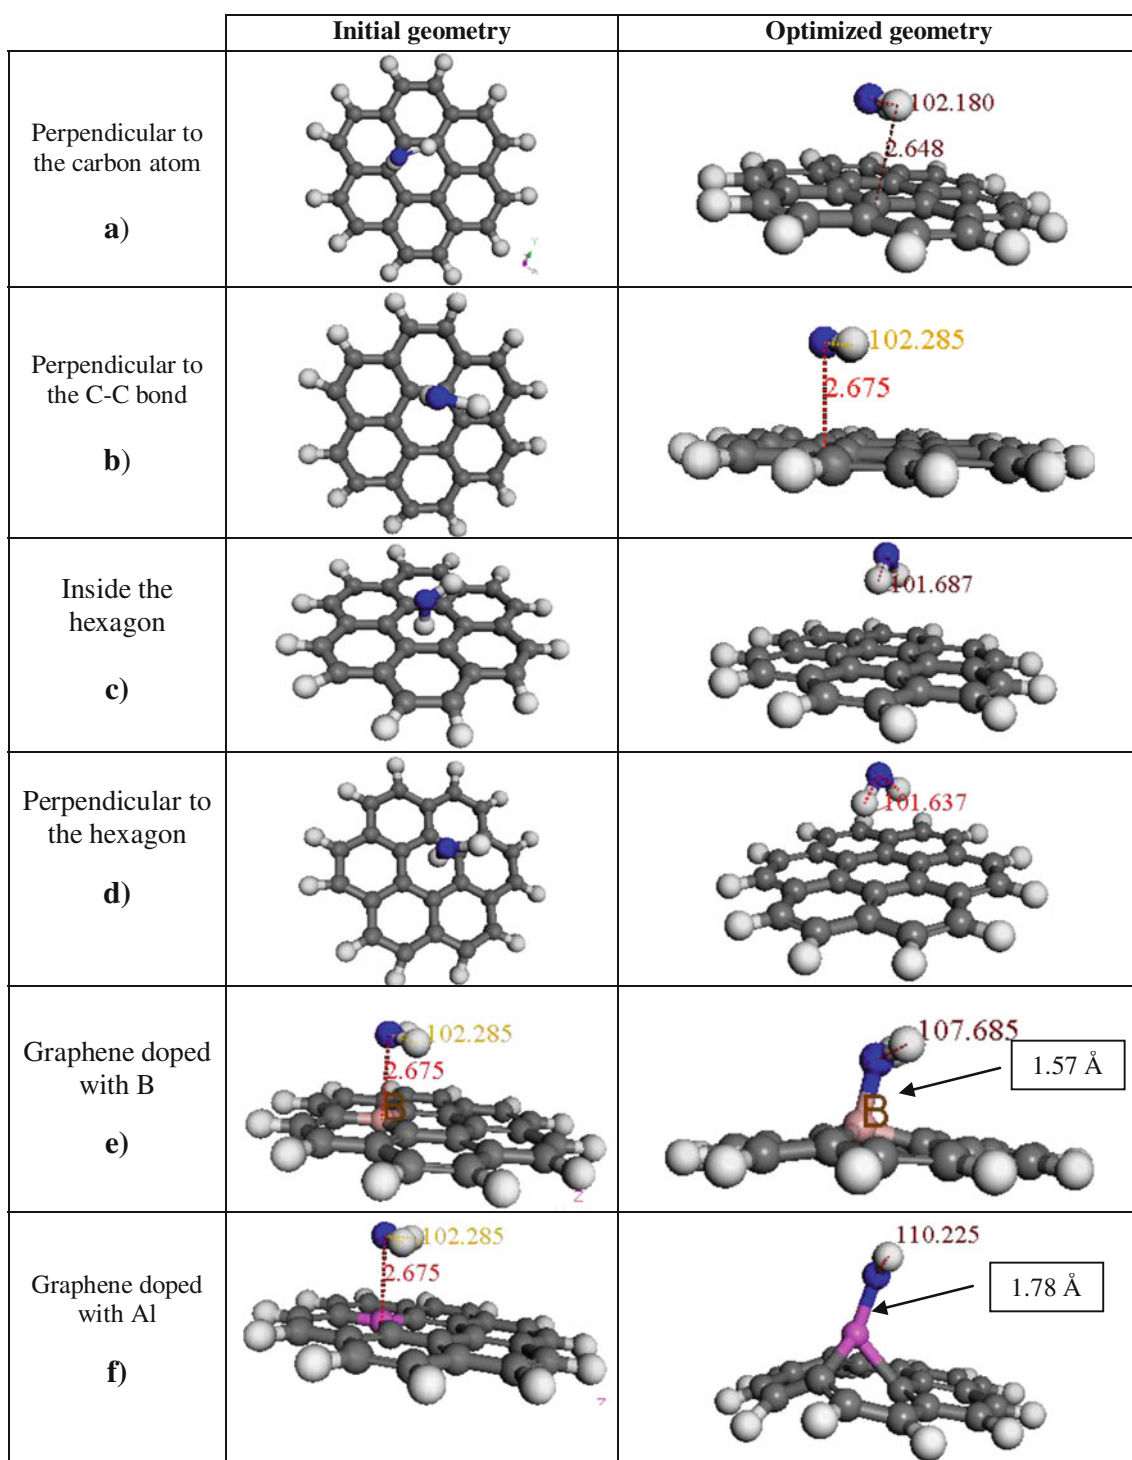 Initial geometry
Optimized geometry
Perpendicular to
the carbon atom
a)
Y
102.180
2.648
Perpendicular to
the C-C bond
b)
102.285
2.675
Inside the
hexagon
c)
101.687
Perpendicular to
the hexagon
d)
101.637
Graphene doped
with B
e)
102.285
2.675
B
Z
107.685
B
1.57 Å
Graphene doped
with Al
f)
102.285
2.675
Z
110.225
1.78 Å